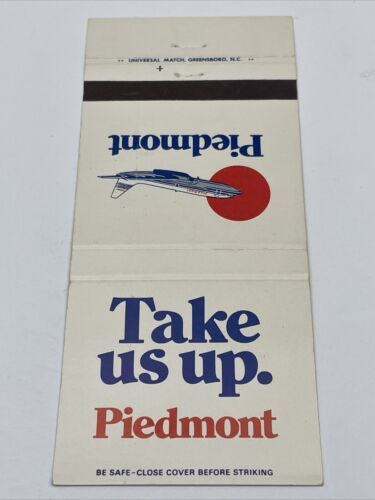 UNIVERSAL MATCH, GREENSBORO, N.C.
Piedmont
Take
us up.
Piedmont
BE SAFE-CLOSE COVER BEFORE STRIKING